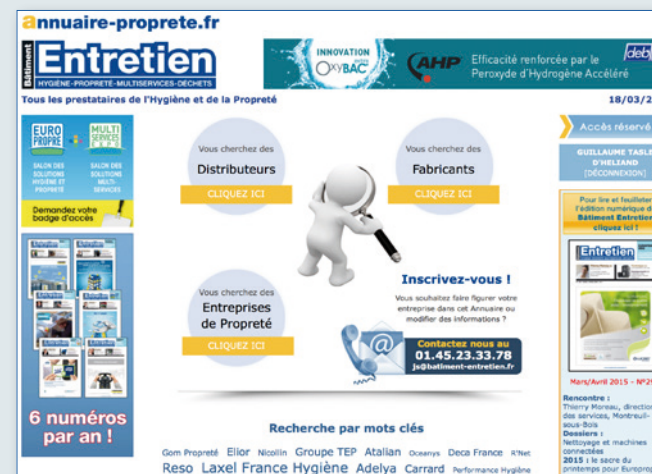 annuaire-proprete.fr
Bâtiment
Entretien
HYGIÈNE-PROPRETÉ-MULTISERVICES-DÉCHETS
INNOVATION
OXYBAC
AHP
Efficacité renforcée par le
Peroxyde d'Hydrogène Accéléré
deb
Tous les prestataires de l'Hygiène et de la Propreté
18/03/2
EURO
PROPRE
MULTI
SERVICES
EXPO
SALON DES
SOLUTIONS
HYGIÈNE ET
PROPRETÉ
SALON DES
SOLUTIONS
MULTI-
SERVICES
Demandez votre
badge d'accès
6 numéros
par an !
Vous cherchez des
Distributeurs
CLIQUEZ ICI
Vous cherchez des
Fabricants
CLIQUEZ ICI
Vous cherchez des
Entreprises
de Propreté
CLIQUEZ ICI
Inscrivez-vous !
Vous souhaitez faire figurer votre
entreprise dans cet Annuaire ou
modifier des informations ?
Contactez nous au
01.45.23.33.78
js@batiment-entretien.fr
Recherche par mots clés
Gom Propreté Elior Nicollin Groupe TEP Atalian Oceanys Deca France R'Net
Reso Laxel France Hygiène Adelya Carrard Performance Hygiène
Accès réservé
GUILLAUME TASLE
D'HELIAND
[DÉCONNEXION]
Pour lire et feuilleter
l'édition numérique d
Bâtiment Entretien
cliquez ici !
Entretien
Mars/Avril 2015 - N°29
Rencontre :
Thierry Moreau, direction
des services, Montreuil-
sous-Bois
Dossiers :
Nettoyage et machines
connectées
2015 : le sacre du
printemps pour Europrop